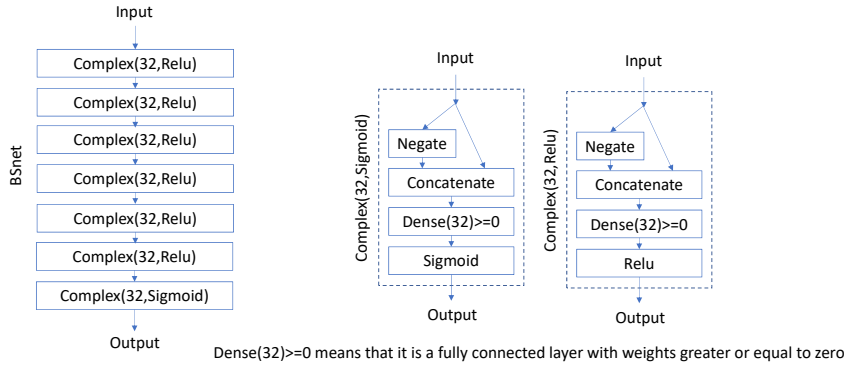 Input
Complex(32,Relu)
Complex(32,Relu)
Complex(32,Relu)
Complex(32,Relu)
Complex(32,Relu)
Complex(32,Relu)
Complex(32,Sigmoid)
Output
BSnet
Input
Negate
Concatenate
Dense(32)>=0
Sigmoid
Output
Complex(32,Sigmoid)
Input
Negate
Concatenate
Dense(32)>=0
Relu
Output
Complex(32,Relu)
Dense(32)>=0 means that it is a fully connected layer with weights greater or equal to zero